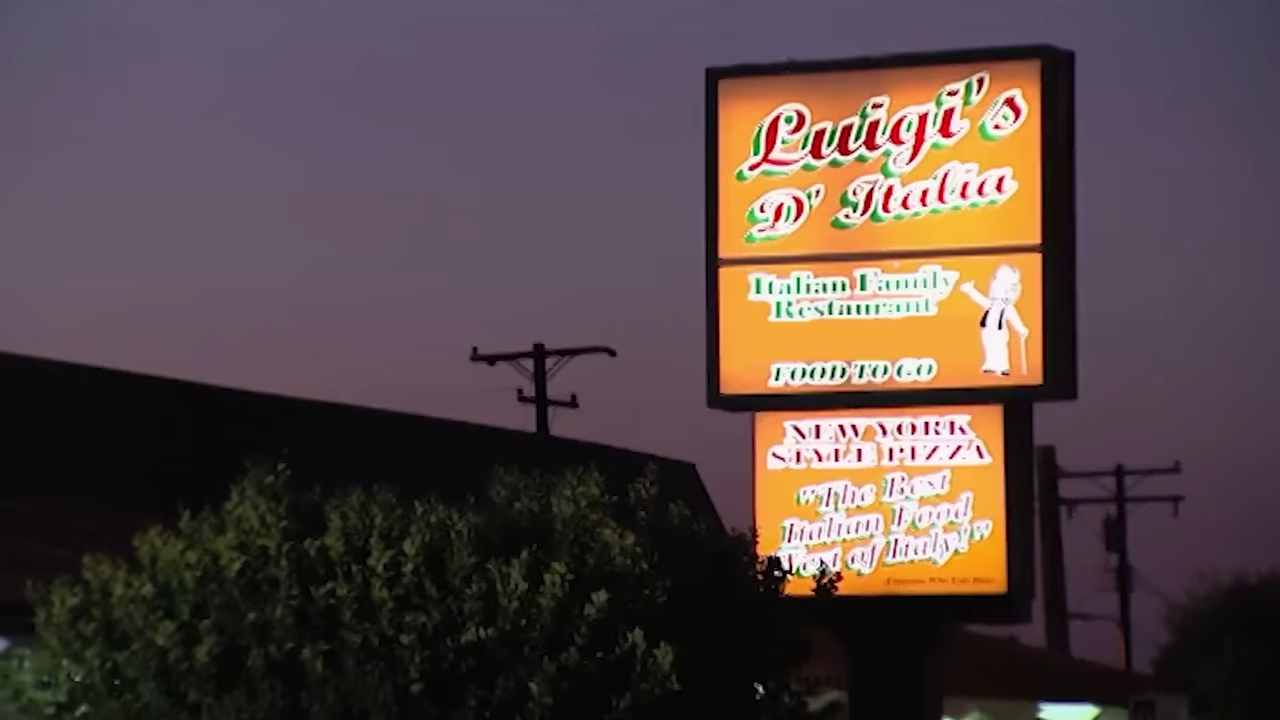 Luigi's
D' Italia
Italian Family
Restaurant
FOOD TO GO
NEW YORK
STYLE PIZZA
"The Best
Italian Food
West of Italy!"